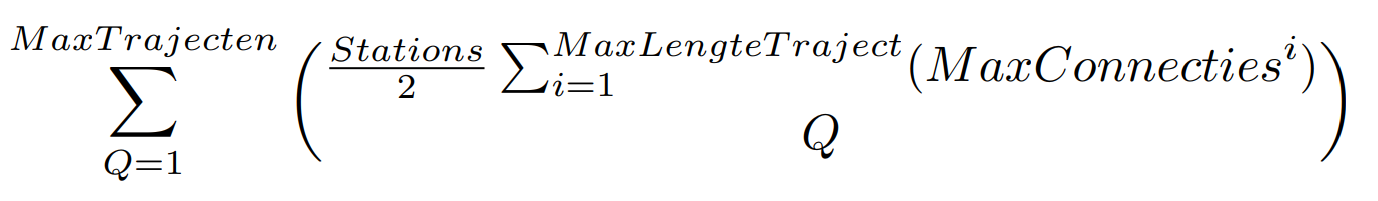 MaxTrajecten
∑
Q=1
( Stations/2 ∑_{i=1}^{MaxLengteTraject} (MaxConnecties^i) )
Q